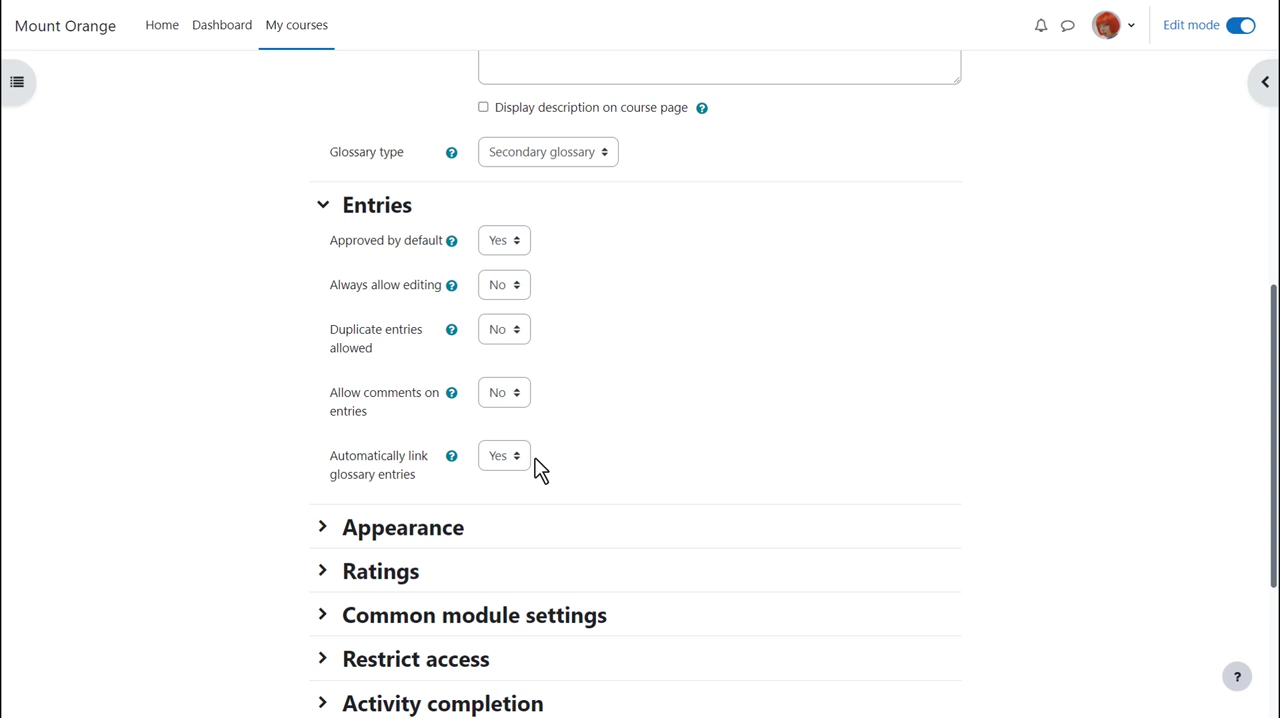 Mount Orange
Home
Dashboard
My courses
Edit mode
Display description on course page
Glossary type
Secondary glossary
Entries
Approved by default
Yes
Always allow editing
No
Duplicate entries
allowed
No
Allow comments on
entries
No
Automatically link
glossary entries
Yes
Appearance
Ratings
Common module settings
Restrict access
Activity completion
?